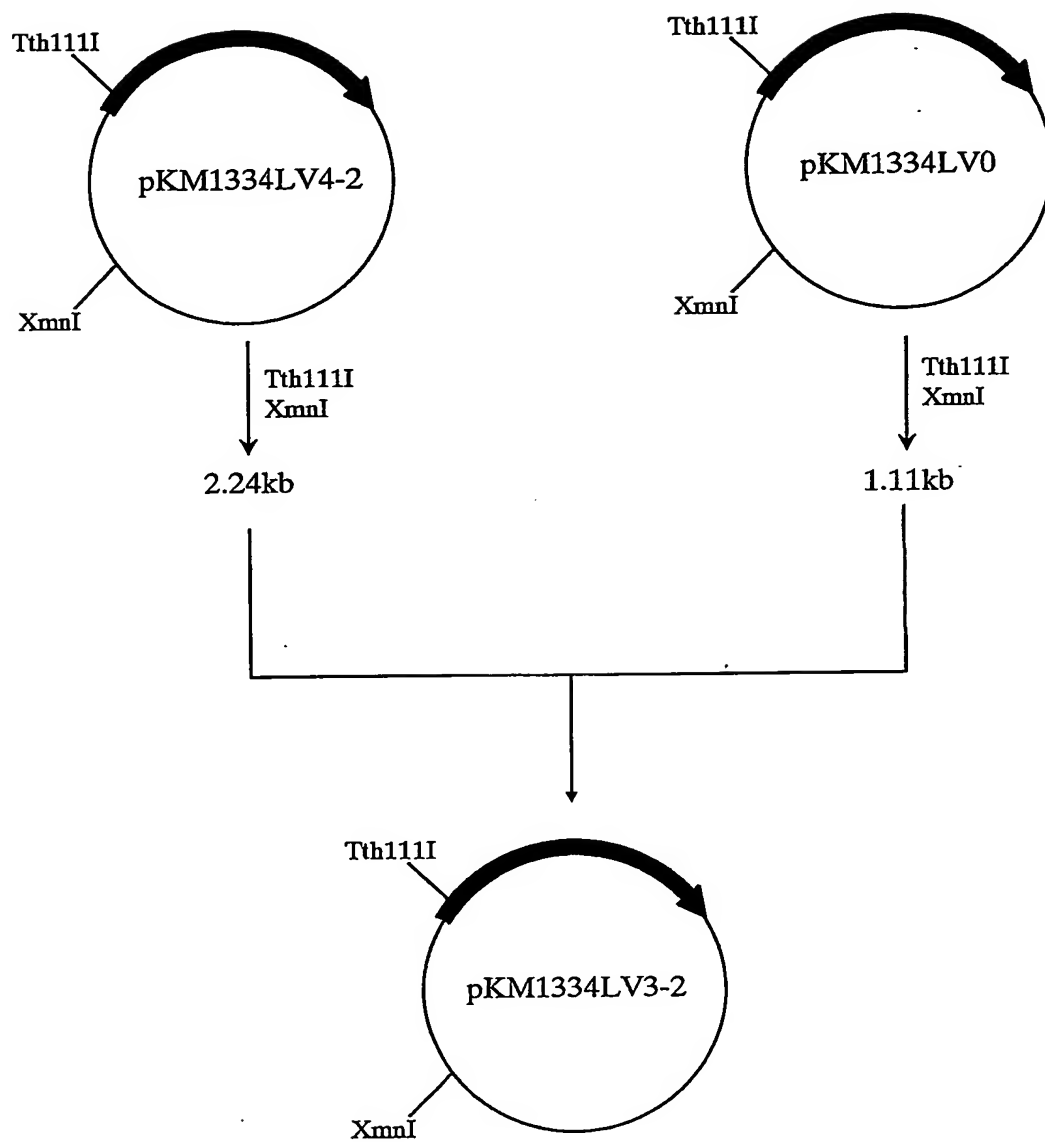 Tth111I
pKM1334LV4-2
XmnI
Tth111I
XmnI
2.24kb
Tth111I
pKM1334LV0
XmnI
Tth111I
XmnI
1.11kb
Tth111I
pKM1334LV3-2
XmnI